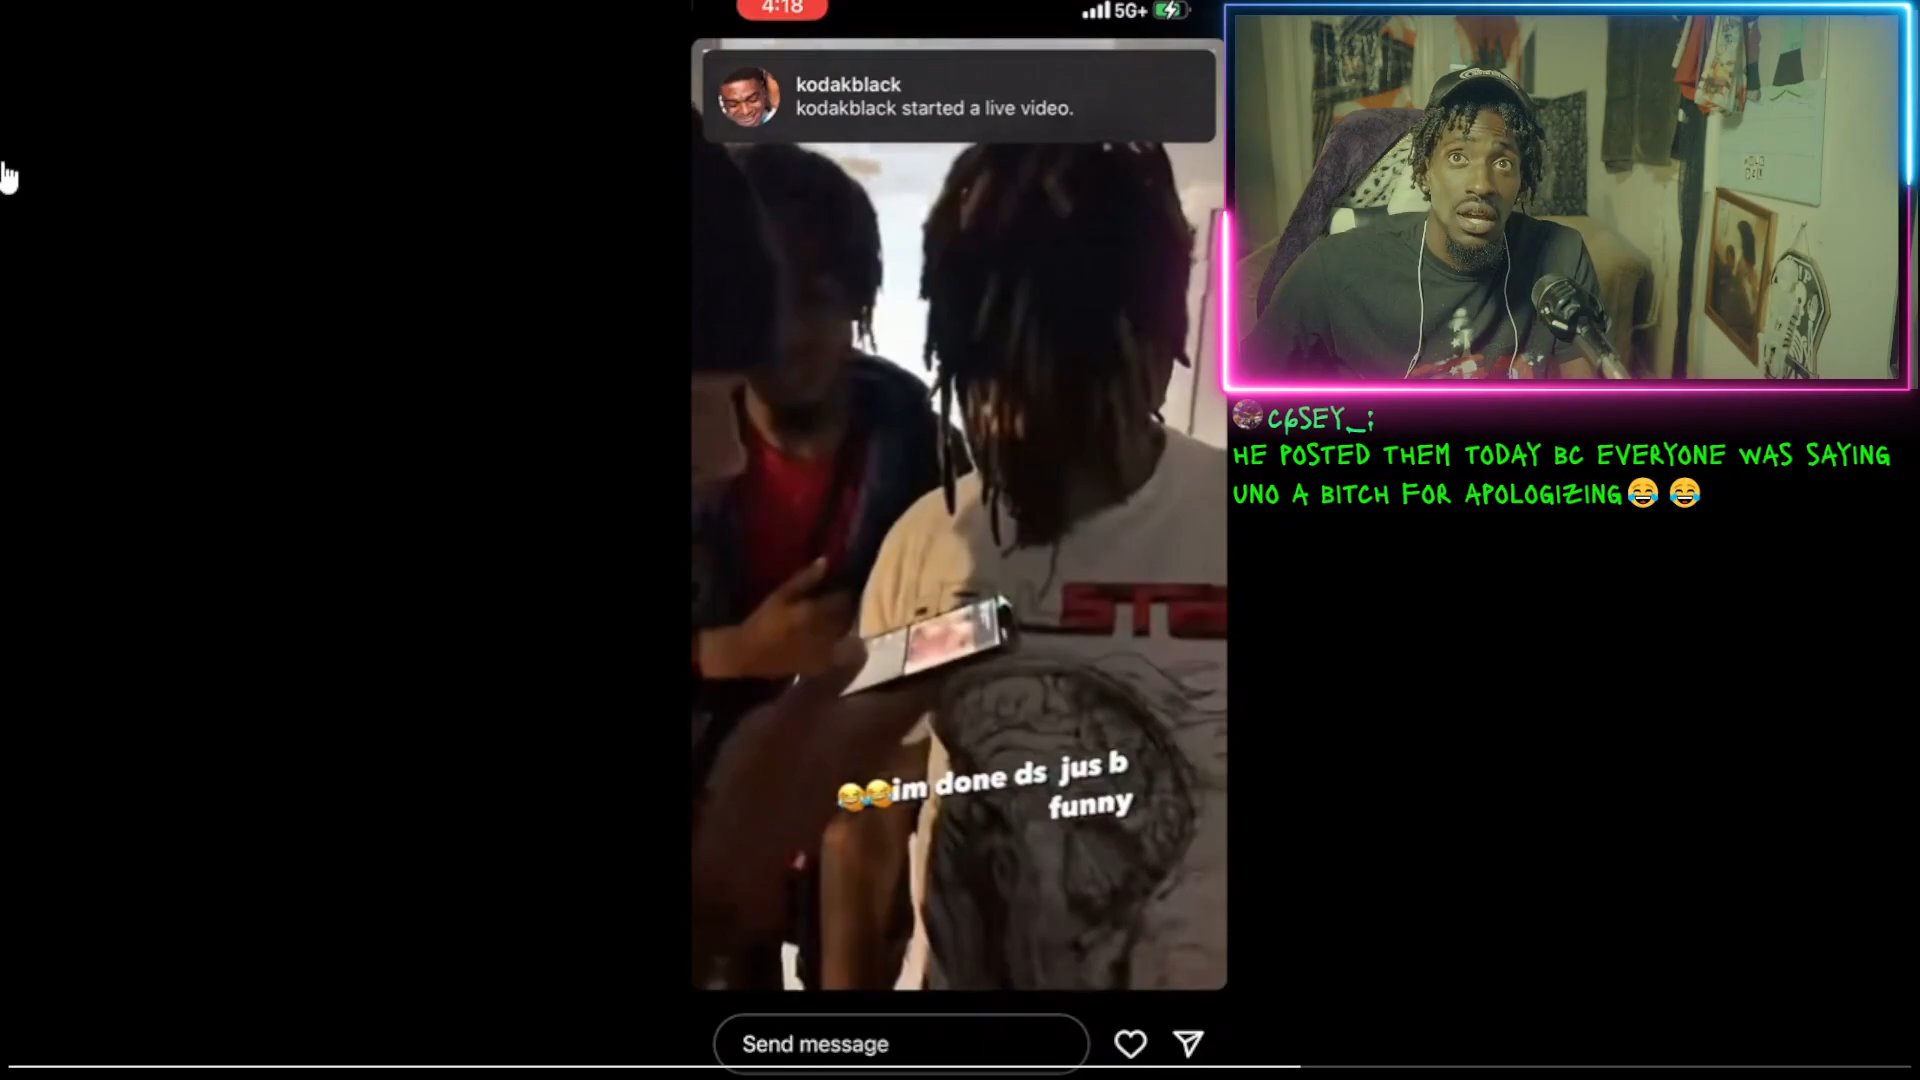 4:18
5G+
kodakblack
kodakblack started a live video.
C6SEY_:
HE POSTED THEM TODAY BC EVERYONE WAS SAYING
UNO A BITCH FOR APOLOGIZING😂 😂
😂😂im done ds jus b
funny
Send message